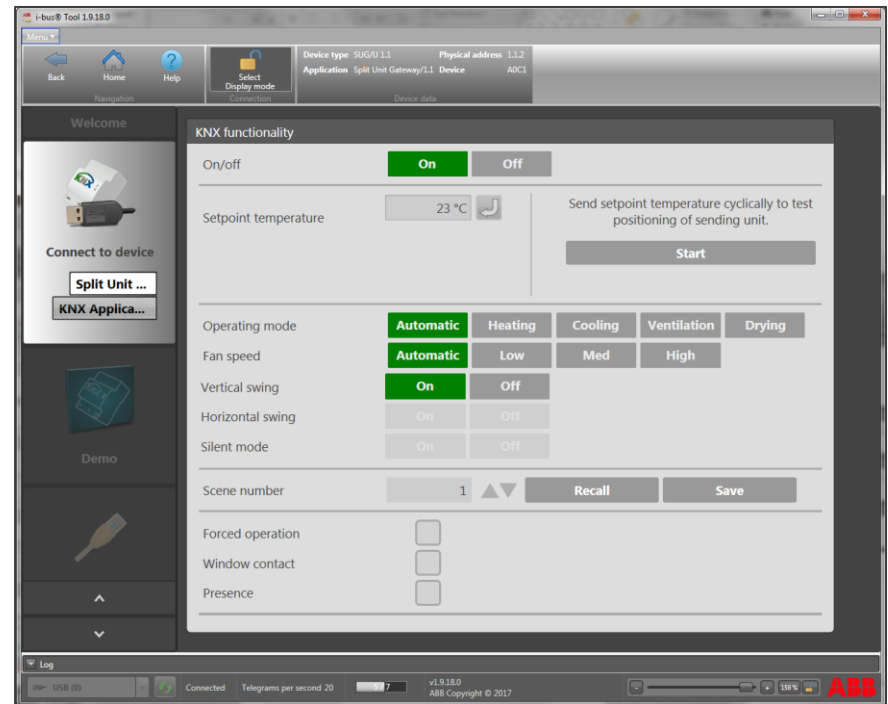 i-bus® Tool 1.9.18.0
Menu
Back
Home
Help
Navigation
Select
Display mode
Connection
Device type SUG/U 1.1 Physical address 1.1.2
Application Split Unit Gateway/1.1 Device A0C1
Device data
Welcome
Connect to device
Split Unit ...
KNX Applica...
Demo
KNX functionality
On/off On Off
Setpoint temperature 23 °C
Send setpoint temperature cyclically to test
positioning of sending unit.
Start
Operating mode Automatic Heating Cooling Ventilation Drying
Fan speed Automatic Low Med High
Vertical swing On Off
Horizontal swing On Off
Silent mode On Off
Scene number 1 Recall Save
Forced operation
Window contact
Presence
Log
USB (0) Connected Telegrams per second 20
v1.9.18.0
ABB Copyright © 2017
150 %
ABB